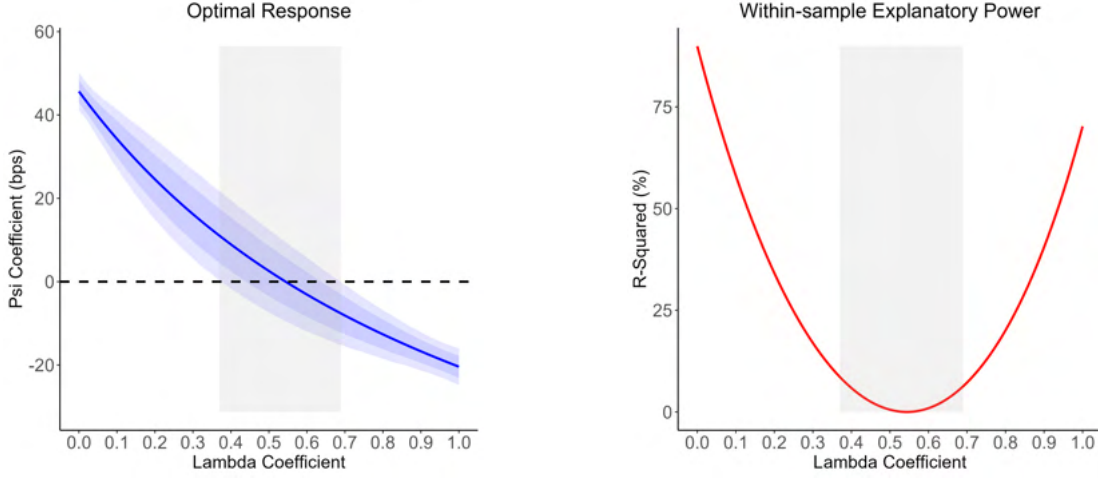 Optimal Response
Psi Coefficient (bps)
60
40
20
0
-20
0.0 0.1 0.2 0.3 0.4 0.5 0.6 0.7 0.8 0.9 1.0
Lambda Coefficient
Within-sample Explanatory Power
R-Squared (%)
75
50
25
0
0.0 0.1 0.2 0.3 0.4 0.5 0.6 0.7 0.8 0.9 1.0
Lambda Coefficient